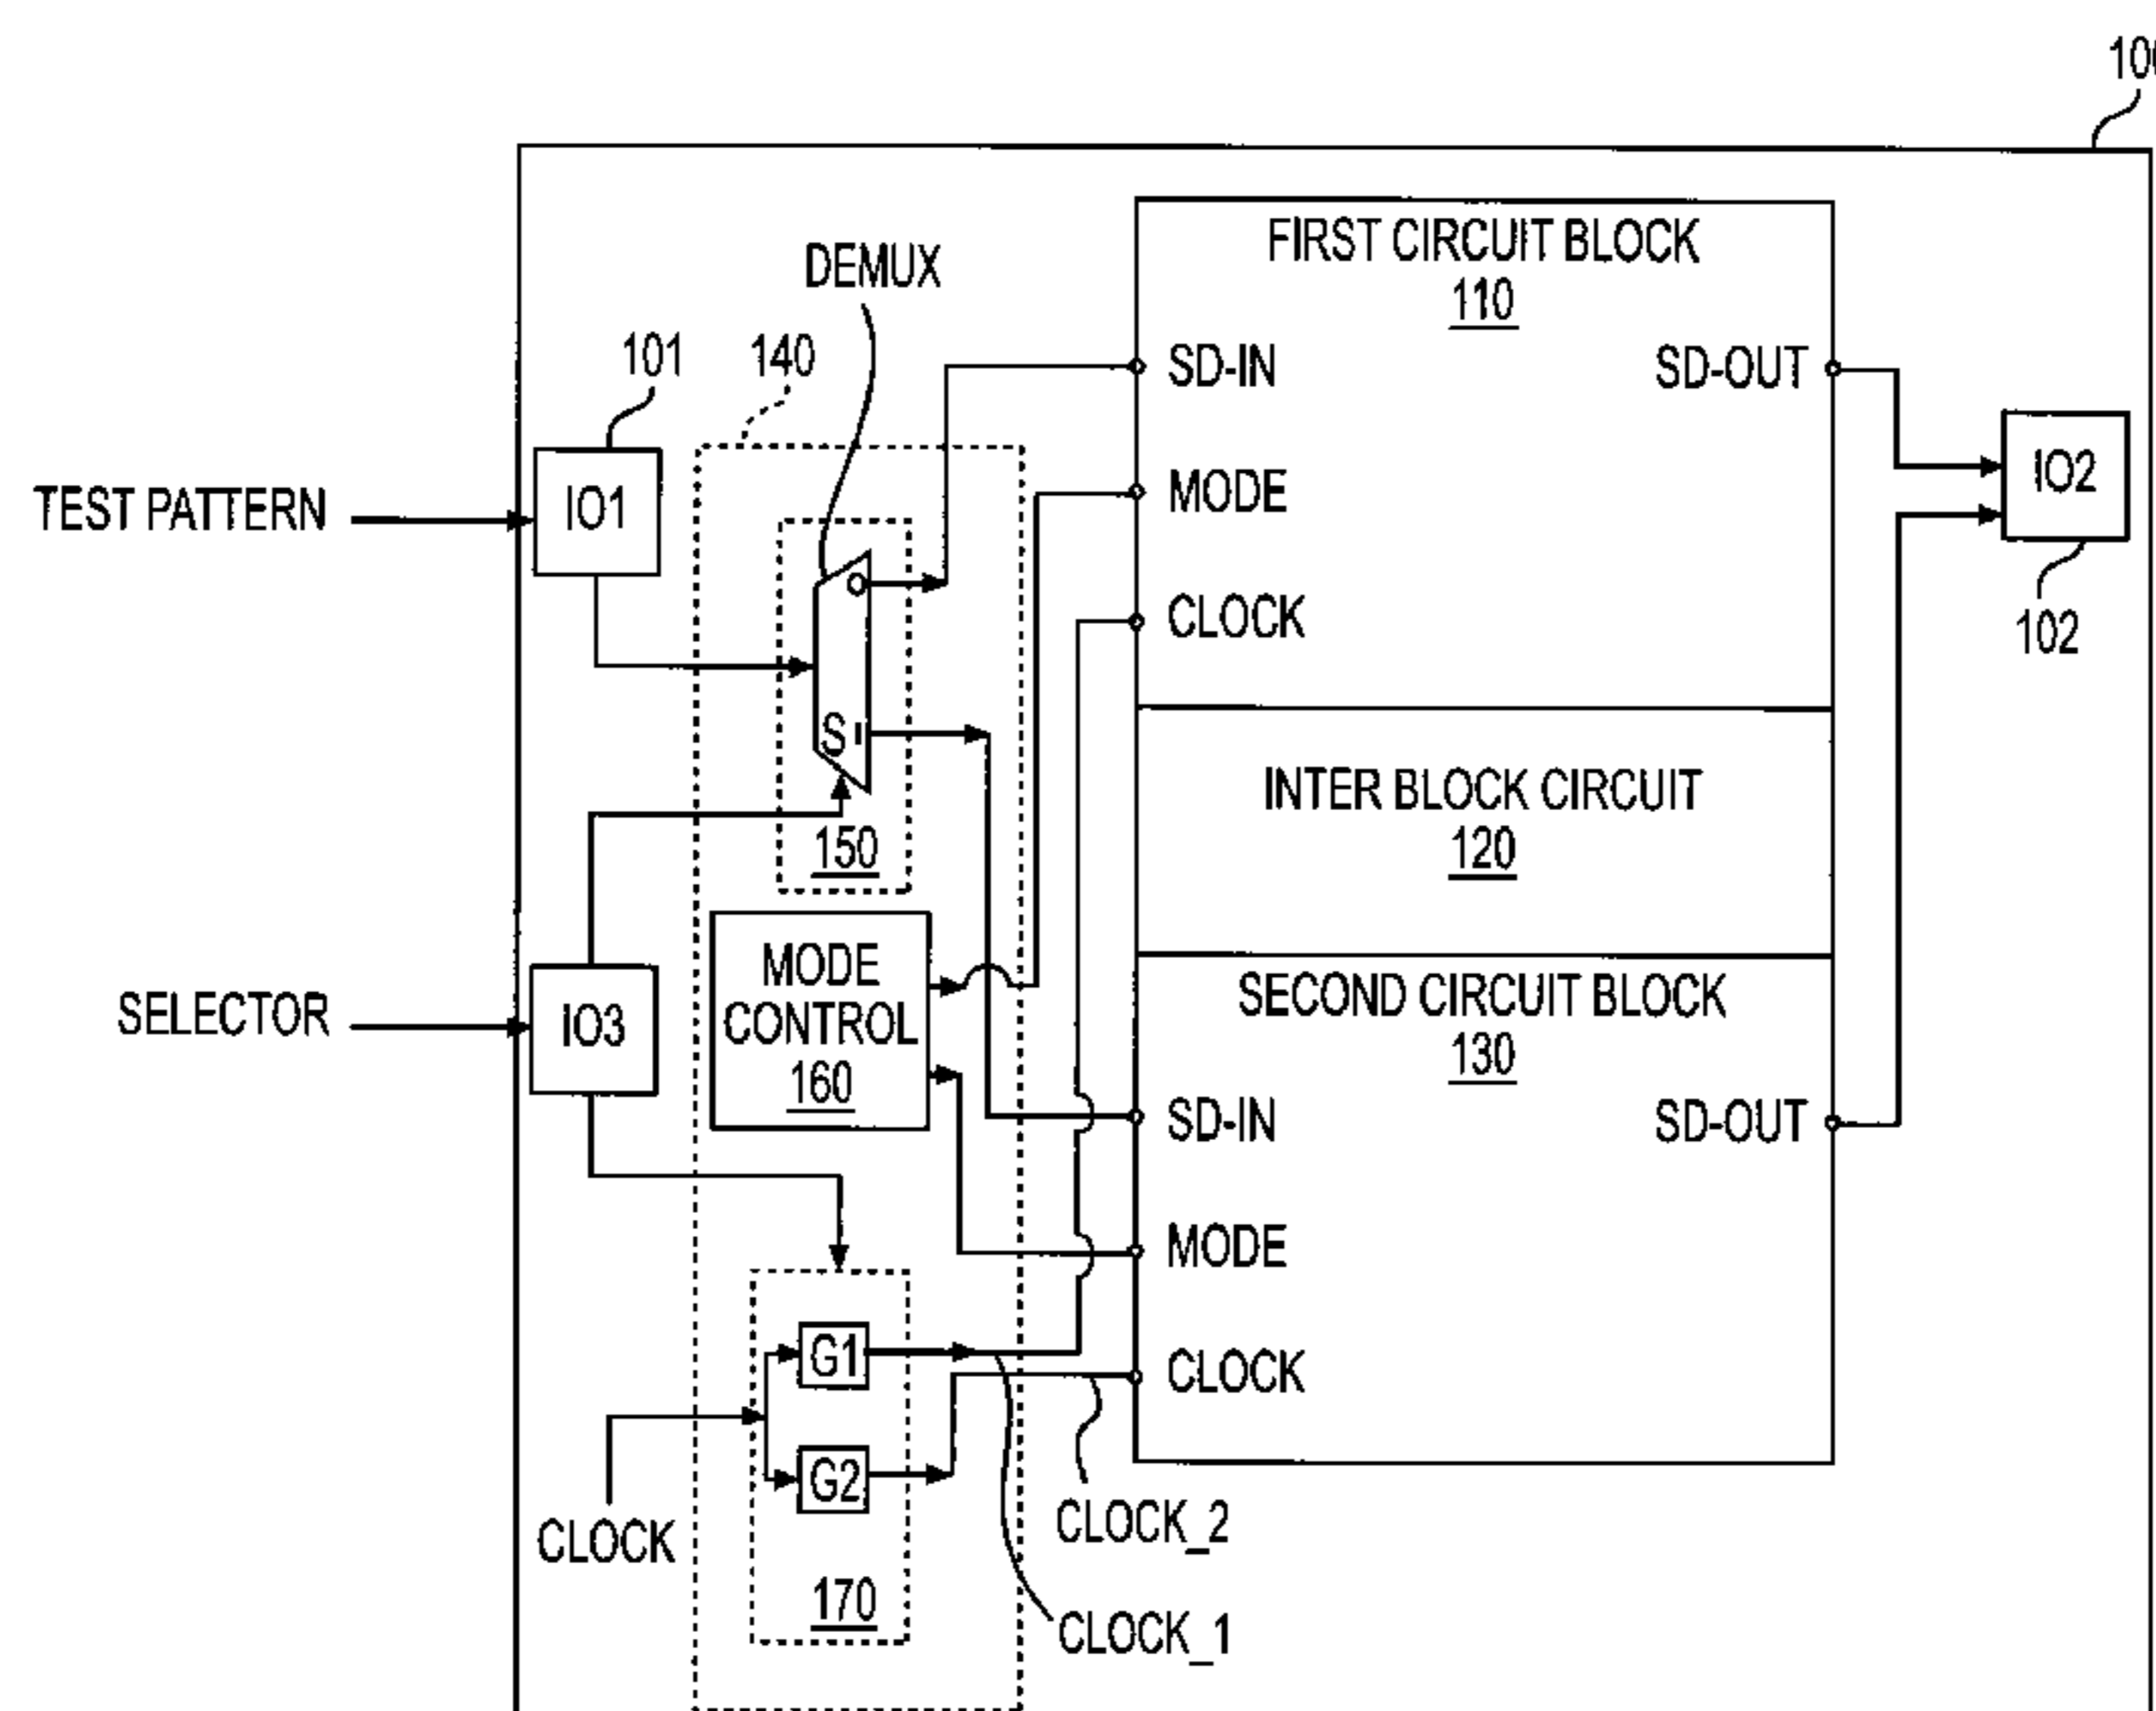 100
FIRST CIRCUIT BLOCK
110
DEMUX
101
140
SD-IN
SD-OUT
IO1
TEST PATTERN
MODE
IO2
O
CLOCK
102
S I
INTER BLOCK CIRCUIT
120
150
MODE
CONTROL
160
SECOND CIRCUIT BLOCK
130
SELECTOR
IO3
SD-IN
SD-OUT
MODE
G1
CLOCK
G2
CLOCK
CLOCK_2
170
CLOCK_1